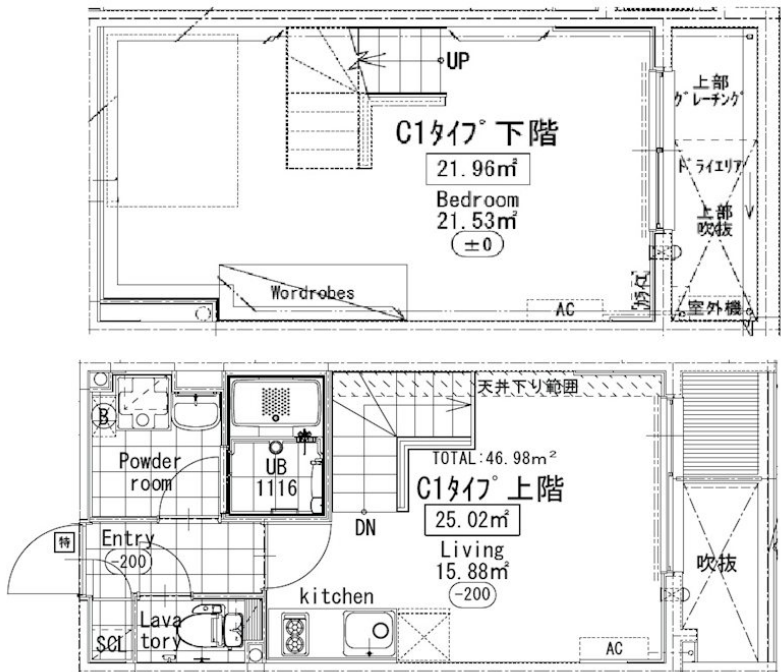 UP
上部
グレーチング
C1タイプ 下階
21.96㎡
ドライエリア
Bedroom
21.53㎡
±0
上部
吹抜
Wordrobes
AC
室外機
天井下り範囲
B
Powder
room
UB
1116
TOTAL:46.98m²
C1タイプ 上階
25.02㎡
DN
特
Entry
-200
Living
15.88㎡
-200
吹抜
kitchen
Lava
tory
SCL
AC